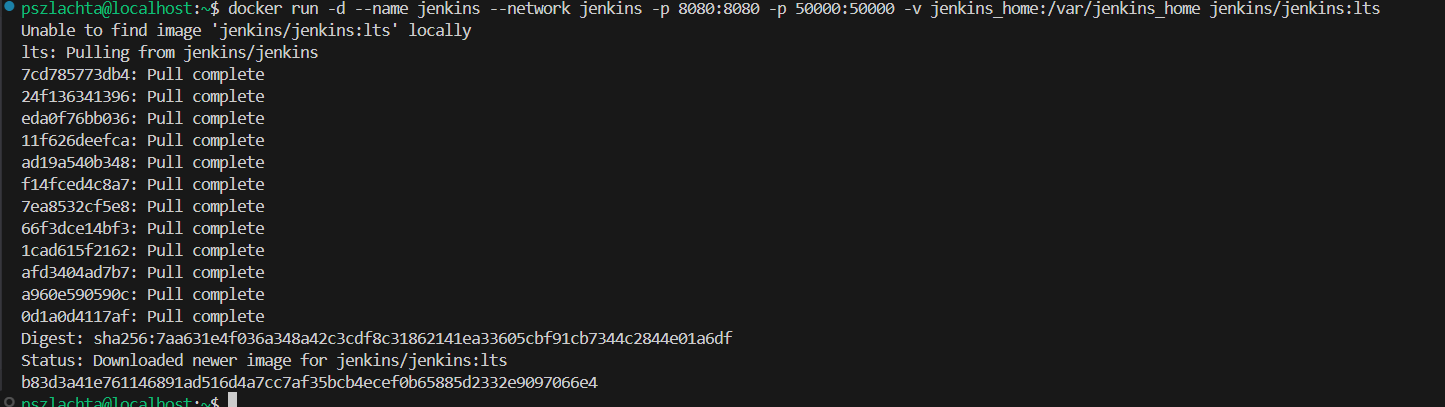 pszlachta@localhost:~$ docker run -d --name jenkins --network jenkins -p 8080:8080 -p 50000:50000 -v jenkins_home:/var/jenkins_home jenkins/jenkins:lts
Unable to find image 'jenkins/jenkins:lts' locally
lts: Pulling from jenkins/jenkins
7cd785773db4: Pull complete
24f136341396: Pull complete
eda0f76bb036: Pull complete
11f626deefca: Pull complete
ad19a540b348: Pull complete
f14fced4c8a7: Pull complete
7ea8532cf5e8: Pull complete
66f3dce14bf3: Pull complete
1cad615f2162: Pull complete
afd3404ad7b7: Pull complete
a960e590590c: Pull complete
0d1a0d4117af: Pull complete
Digest: sha256:7aa631e4f036a348a42c3cdf8c31862141ea33605cbf91cb7344c2844e01a6df
Status: Downloaded newer image for jenkins/jenkins:lts
b83d3a41e761146891ad516d4a7cc7af35bcb4ecef0b65885d2332e9097066e4
pszlachta@localhost:~$